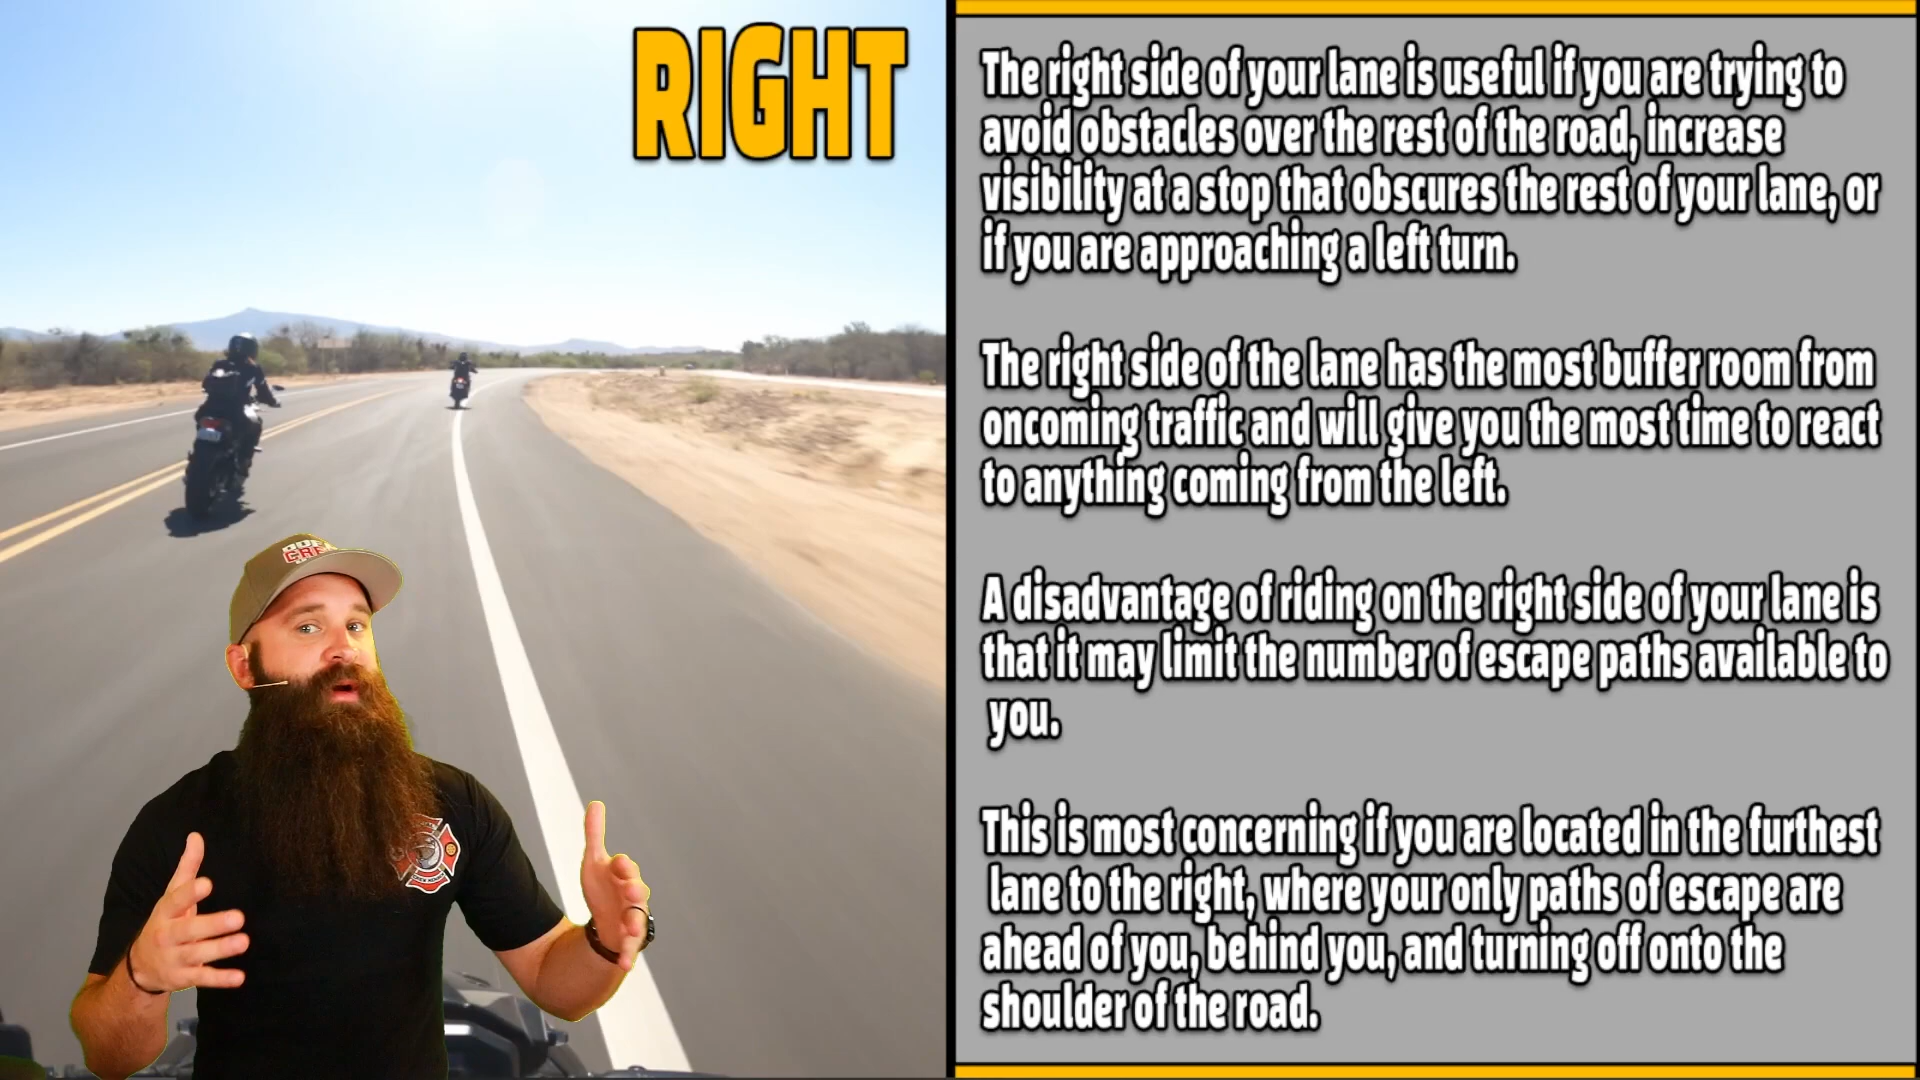 RIGHT
The right side of your lane is useful if you are trying to
avoid obstacles over the rest of the road, increase
visibility at a stop that obscures the rest of your lane, or
if you are approaching a left turn.
The right side of the lane has the most buffer room from
oncoming traffic and will give you the most time to react
to anything coming from the left.
A disadvantage of riding on the right side of your lane is
that it may limit the number of escape paths available to
you.
This is most concerning if you are located in the furthest
lane to the right, where your only paths of escape are
ahead of you, behind you, and turning off onto the
shoulder of the road.